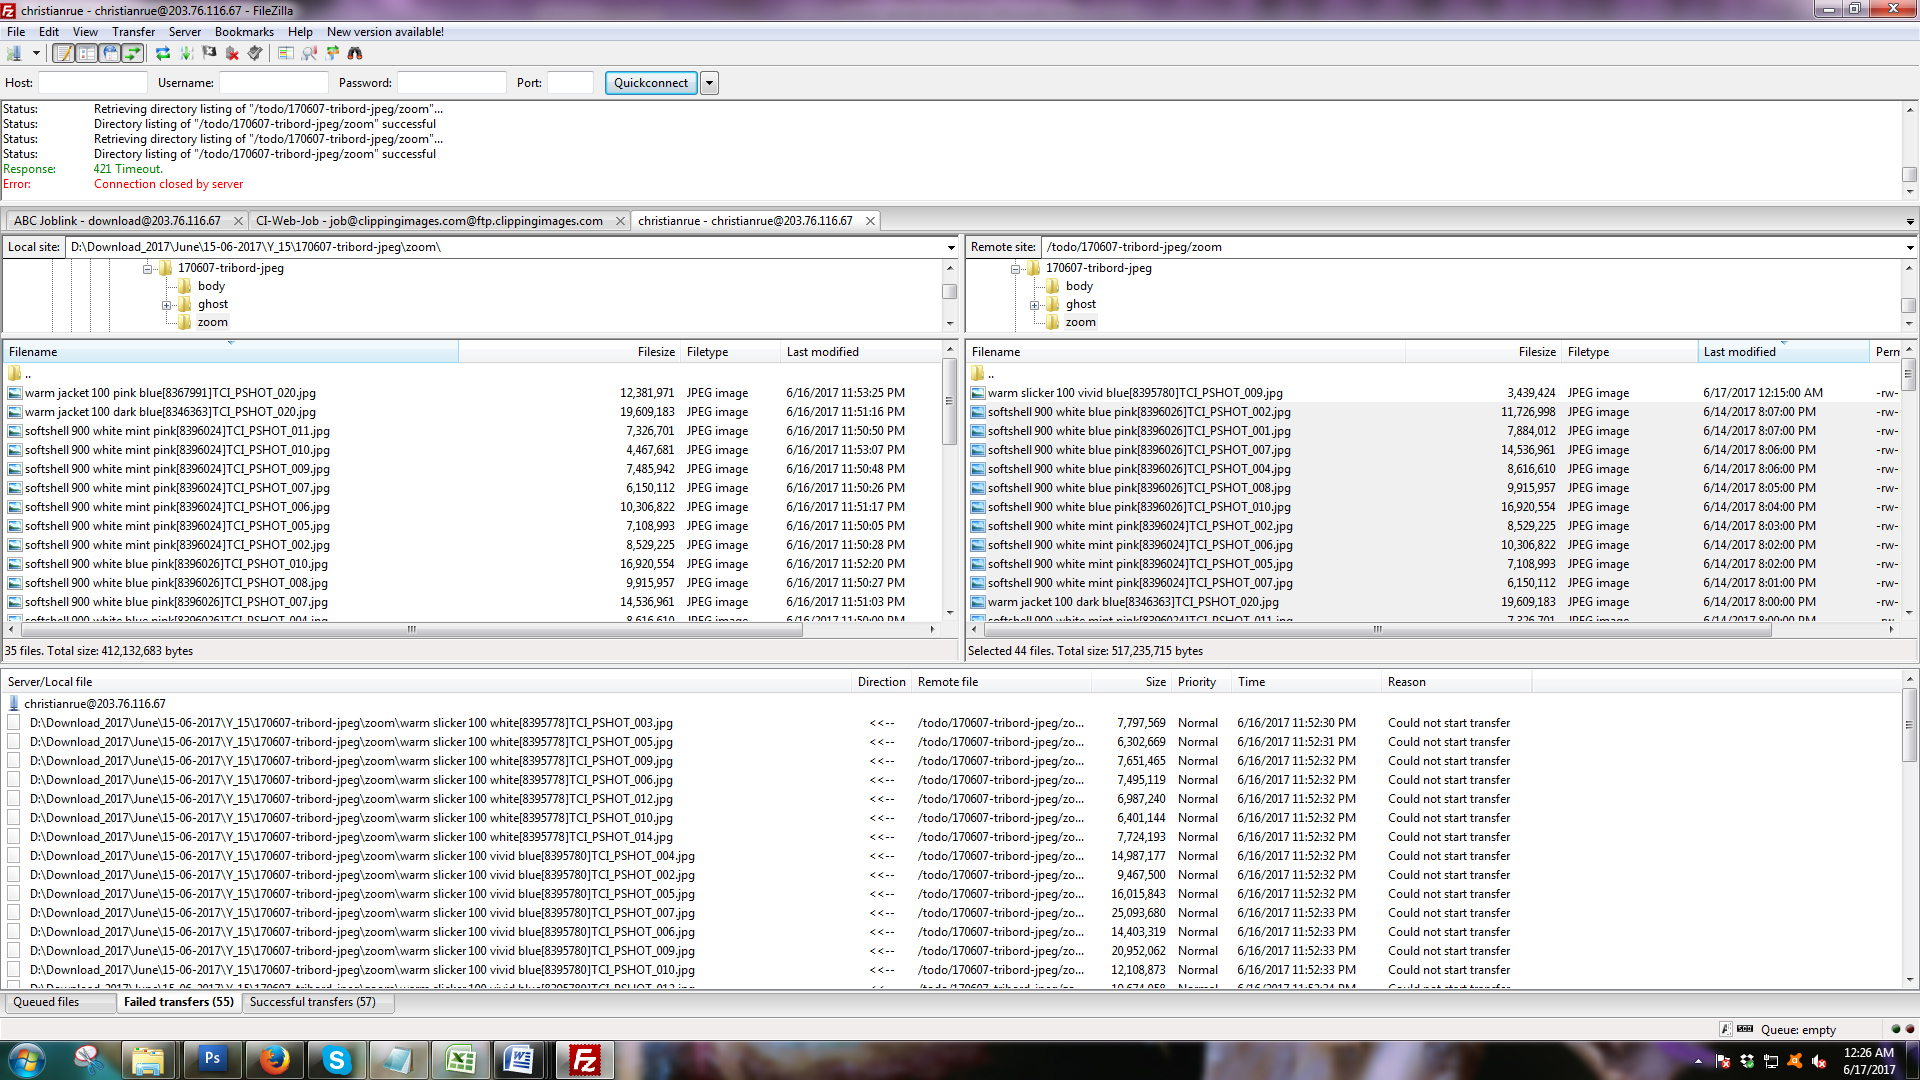 christianrue - christianrue@203.76.116.67 - FileZilla
File Edit View Transfer Server Bookmarks Help New version available!
Host: Username: Password: Port: Quickconnect
Status: Retrieving directory listing of "/todo/170607-tribord-jpeg/zoom"...
Status: Directory listing of "/todo/170607-tribord-jpeg/zoom" successful
Status: Retrieving directory listing of "/todo/170607-tribord-jpeg/zoom"...
Status: Directory listing of "/todo/170607-tribord-jpeg/zoom" successful
Response: 421 Timeout.
Error: Connection closed by server
ABC Joblink - download@203.76.116.67 CI-Web-Job - job@clippingimages.com@ftp.clippingimages.com christianrue - christianrue@203.76.116.67
Local site: D:\Download_2017\June\15-06-2017\Y_15\170607-tribord-jpeg\zoom\
170607-tribord-jpeg
body
ghost
zoom
Filename Filesize Filetype Last modified
..
warm jacket 100 pink blue[8367991]TCI_PSHOT_020.jpg 12,381,971 JPEG image 6/16/2017 11:53:25 PM
warm jacket 100 dark blue[8346363]TCI_PSHOT_020.jpg 19,609,183 JPEG image 6/16/2017 11:51:16 PM
softshell 900 white mint pink[8396024]TCI_PSHOT_011.jpg 7,326,701 JPEG image 6/16/2017 11:50:50 PM
softshell 900 white mint pink[8396024]TCI_PSHOT_010.jpg 4,467,681 JPEG image 6/16/2017 11:53:07 PM
softshell 900 white mint pink[8396024]TCI_PSHOT_009.jpg 7,485,942 JPEG image 6/16/2017 11:50:48 PM
softshell 900 white mint pink[8396024]TCI_PSHOT_007.jpg 6,150,112 JPEG image 6/16/2017 11:50:26 PM
softshell 900 white mint pink[8396024]TCI_PSHOT_006.jpg 10,306,822 JPEG image 6/16/2017 11:51:17 PM
softshell 900 white mint pink[8396024]TCI_PSHOT_005.jpg 7,108,993 JPEG image 6/16/2017 11:50:05 PM
softshell 900 white mint pink[8396024]TCI_PSHOT_002.jpg 8,529,225 JPEG image 6/16/2017 11:50:28 PM
softshell 900 white blue pink[8396026]TCI_PSHOT_010.jpg 16,920,554 JPEG image 6/16/2017 11:52:20 PM
softshell 900 white blue pink[8396026]TCI_PSHOT_008.jpg 9,915,957 JPEG image 6/16/2017 11:50:27 PM
softshell 900 white blue pink[8396026]TCI_PSHOT_007.jpg 14,536,961 JPEG image 6/16/2017 11:51:03 PM
softshell 900 white blue pink[8396026]TCI_PSHOT_004.jpg 8,616,610 JPEG image 6/16/2017 11:50:09 PM
35 files. Total size: 412,132,683 bytes
Remote site: /todo/170607-tribord-jpeg/zoom
170607-tribord-jpeg
body
ghost
zoom
Filename Filesize Filetype Last modified Perm
..
warm slicker 100 vivid blue[8395780]TCI_PSHOT_009.jpg 3,439,424 JPEG image 6/17/2017 12:15:00 AM -rw-
softshell 900 white blue pink[8396026]TCI_PSHOT_002.jpg 11,726,998 JPEG image 6/14/2017 8:07:00 PM -rw-
softshell 900 white blue pink[8396026]TCI_PSHOT_001.jpg 7,884,012 JPEG image 6/14/2017 8:07:00 PM -rw-
softshell 900 white blue pink[8396026]TCI_PSHOT_007.jpg 14,536,961 JPEG image 6/14/2017 8:06:00 PM -rw-
softshell 900 white blue pink[8396026]TCI_PSHOT_004.jpg 8,616,610 JPEG image 6/14/2017 8:06:00 PM -rw-
softshell 900 white blue pink[8396026]TCI_PSHOT_008.jpg 9,915,957 JPEG image 6/14/2017 8:05:00 PM -rw-
softshell 900 white blue pink[8396026]TCI_PSHOT_010.jpg 16,920,554 JPEG image 6/14/2017 8:04:00 PM -rw-
softshell 900 white mint pink[8396024]TCI_PSHOT_002.jpg 8,529,225 JPEG image 6/14/2017 8:03:00 PM -rw-
softshell 900 white mint pink[8396024]TCI_PSHOT_006.jpg 10,306,822 JPEG image 6/14/2017 8:02:00 PM -rw-
softshell 900 white mint pink[8396024]TCI_PSHOT_005.jpg 7,108,993 JPEG image 6/14/2017 8:02:00 PM -rw-
softshell 900 white mint pink[8396024]TCI_PSHOT_007.jpg 6,150,112 JPEG image 6/14/2017 8:01:00 PM -rw-
warm jacket 100 dark blue[8346363]TCI_PSHOT_020.jpg 19,609,183 JPEG image 6/14/2017 8:00:00 PM -rw-
softshell 900 white mint pink[8396024]TCI_PSHOT_011.jpg 7,326,701 JPEG image 6/14/2017 8:00:00 PM -rw-
Selected 44 files. Total size: 517,235,715 bytes
Server/Local file Direction Remote file Size Priority Time Reason
christianrue@203.76.116.67
D:\Download_2017\June\15-06-2017\Y_15\170607-tribord-jpeg\zoom\warm slicker 100 white[8395778]TCI_PSHOT_003.jpg <<-- /todo/170607-tribord-jpeg/zo... 7,797,569 Normal 6/16/2017 11:52:30 PM Could not start transfer
D:\Download_2017\June\15-06-2017\Y_15\170607-tribord-jpeg\zoom\warm slicker 100 white[8395778]TCI_PSHOT_005.jpg <<-- /todo/170607-tribord-jpeg/zo... 6,302,669 Normal 6/16/2017 11:52:31 PM Could not start transfer
D:\Download_2017\June\15-06-2017\Y_15\170607-tribord-jpeg\zoom\warm slicker 100 white[8395778]TCI_PSHOT_009.jpg <<-- /todo/170607-tribord-jpeg/zo... 7,651,465 Normal 6/16/2017 11:52:32 PM Could not start transfer
D:\Download_2017\June\15-06-2017\Y_15\170607-tribord-jpeg\zoom\warm slicker 100 white[8395778]TCI_PSHOT_006.jpg <<-- /todo/170607-tribord-jpeg/zo... 7,495,119 Normal 6/16/2017 11:52:32 PM Could not start transfer
D:\Download_2017\June\15-06-2017\Y_15\170607-tribord-jpeg\zoom\warm slicker 100 white[8395778]TCI_PSHOT_012.jpg <<-- /todo/170607-tribord-jpeg/zo... 6,987,240 Normal 6/16/2017 11:52:32 PM Could not start transfer
D:\Download_2017\June\15-06-2017\Y_15\170607-tribord-jpeg\zoom\warm slicker 100 white[8395778]TCI_PSHOT_010.jpg <<-- /todo/170607-tribord-jpeg/zo... 6,401,144 Normal 6/16/2017 11:52:32 PM Could not start transfer
D:\Download_2017\June\15-06-2017\Y_15\170607-tribord-jpeg\zoom\warm slicker 100 white[8395778]TCI_PSHOT_014.jpg <<-- /todo/170607-tribord-jpeg/zo... 7,724,193 Normal 6/16/2017 11:52:32 PM Could not start transfer
D:\Download_2017\June\15-06-2017\Y_15\170607-tribord-jpeg\zoom\warm slicker 100 vivid blue[8395780]TCI_PSHOT_004.jpg <<-- /todo/170607-tribord-jpeg/zo... 14,987,177 Normal 6/16/2017 11:52:32 PM Could not start transfer
D:\Download_2017\June\15-06-2017\Y_15\170607-tribord-jpeg\zoom\warm slicker 100 vivid blue[8395780]TCI_PSHOT_002.jpg <<-- /todo/170607-tribord-jpeg/zo... 9,467,500 Normal 6/16/2017 11:52:32 PM Could not start transfer
D:\Download_2017\June\15-06-2017\Y_15\170607-tribord-jpeg\zoom\warm slicker 100 vivid blue[8395780]TCI_PSHOT_005.jpg <<-- /todo/170607-tribord-jpeg/zo... 16,015,843 Normal 6/16/2017 11:52:32 PM Could not start transfer
D:\Download_2017\June\15-06-2017\Y_15\170607-tribord-jpeg\zoom\warm slicker 100 vivid blue[8395780]TCI_PSHOT_007.jpg <<-- /todo/170607-tribord-jpeg/zo... 25,093,680 Normal 6/16/2017 11:52:33 PM Could not start transfer
D:\Download_2017\June\15-06-2017\Y_15\170607-tribord-jpeg\zoom\warm slicker 100 vivid blue[8395780]TCI_PSHOT_006.jpg <<-- /todo/170607-tribord-jpeg/zo... 14,403,319 Normal 6/16/2017 11:52:33 PM Could not start transfer
D:\Download_2017\June\15-06-2017\Y_15\170607-tribord-jpeg\zoom\warm slicker 100 vivid blue[8395780]TCI_PSHOT_009.jpg <<-- /todo/170607-tribord-jpeg/zo... 20,952,062 Normal 6/16/2017 11:52:33 PM Could not start transfer
D:\Download_2017\June\15-06-2017\Y_15\170607-tribord-jpeg\zoom\warm slicker 100 vivid blue[8395780]TCI_PSHOT_010.jpg <<-- /todo/170607-tribord-jpeg/zo... 12,108,873 Normal 6/16/2017 11:52:33 PM Could not start transfer
Queued files Failed transfers (55) Successful transfers (57)
Queue: empty
Ps
12:26 AM
6/17/2017